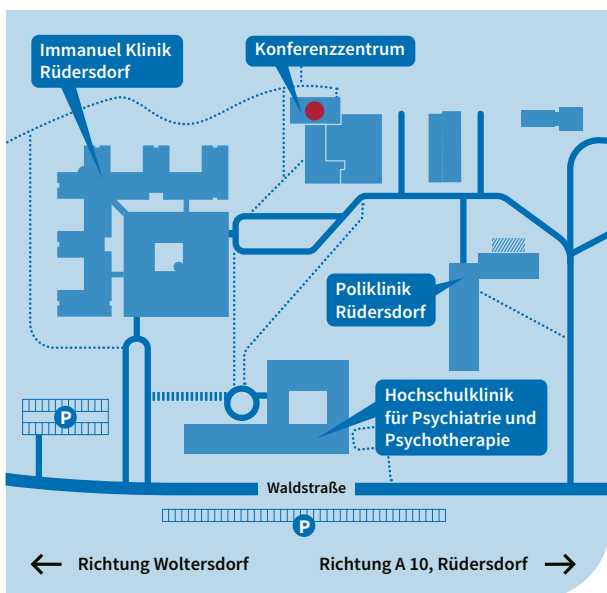 Immanuel Klinik
Rüdersdorf
Konferenzzentrum
Poliklinik
Rüdersdorf
Hochschulklinik
für Psychiatrie und
Psychotherapie
P
Waldstraße
P
← Richtung Woltersdorf
Richtung A 10, Rüdersdorf →